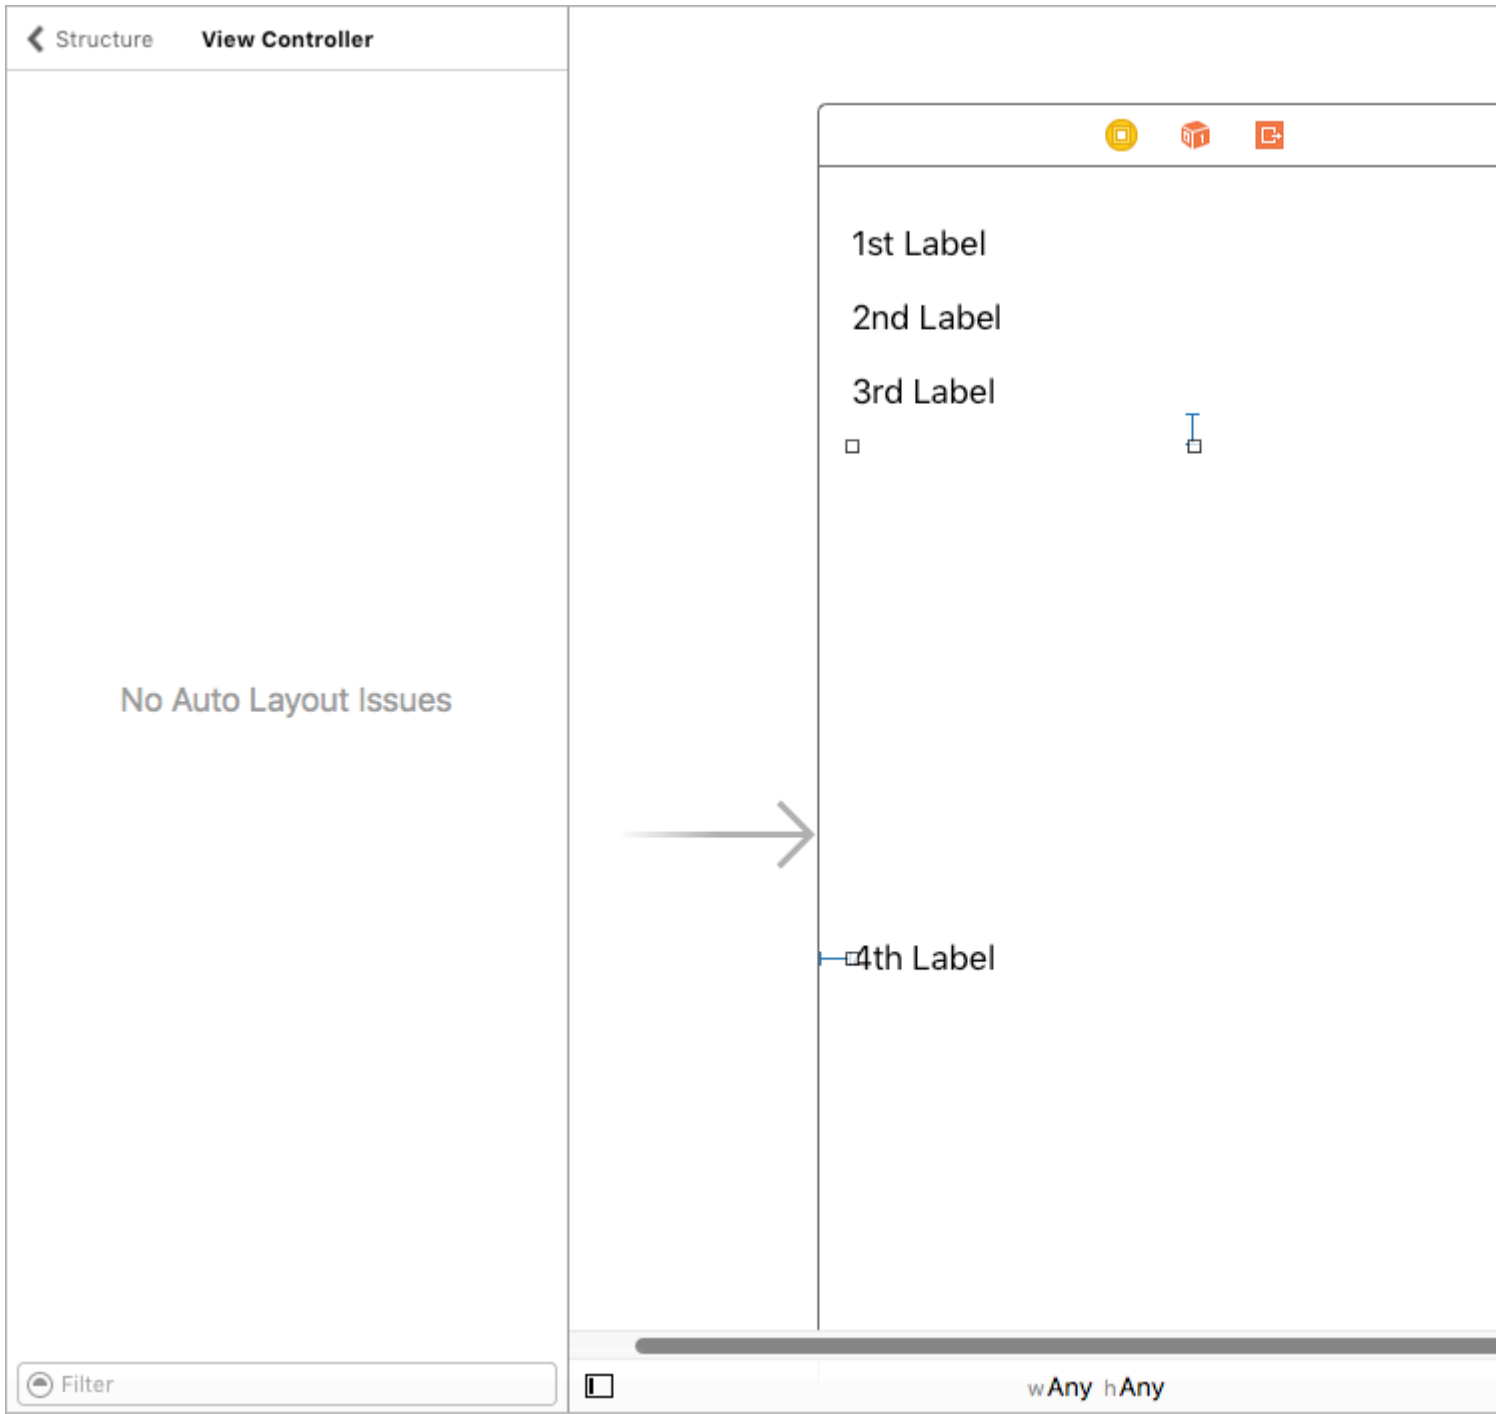 Structure View Controller
1st Label
2nd Label
3rd Label
No Auto Layout Issues
4th Label
Filter
wAny hAny